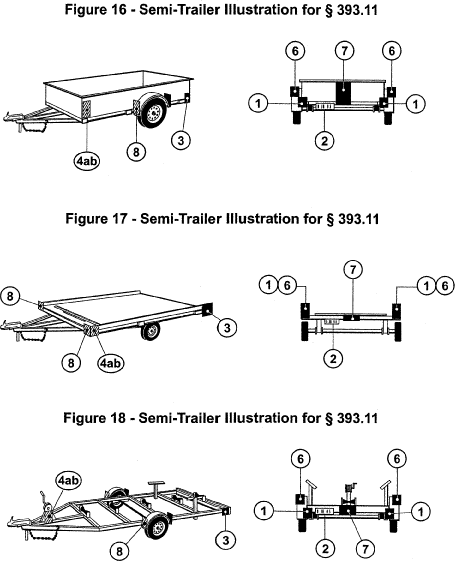 Figure 16 - Semi-Trailer Illustration for § 393.11
6 7 6
1 1
8 3 2
4ab
Figure 17 - Semi-Trailer Illustration for § 393.11
7
8 1 6 1 6
3
8 4ab 2
Figure 18 - Semi-Trailer Illustration for § 393.11
4ab 6 6
1 1
8 3 2 7